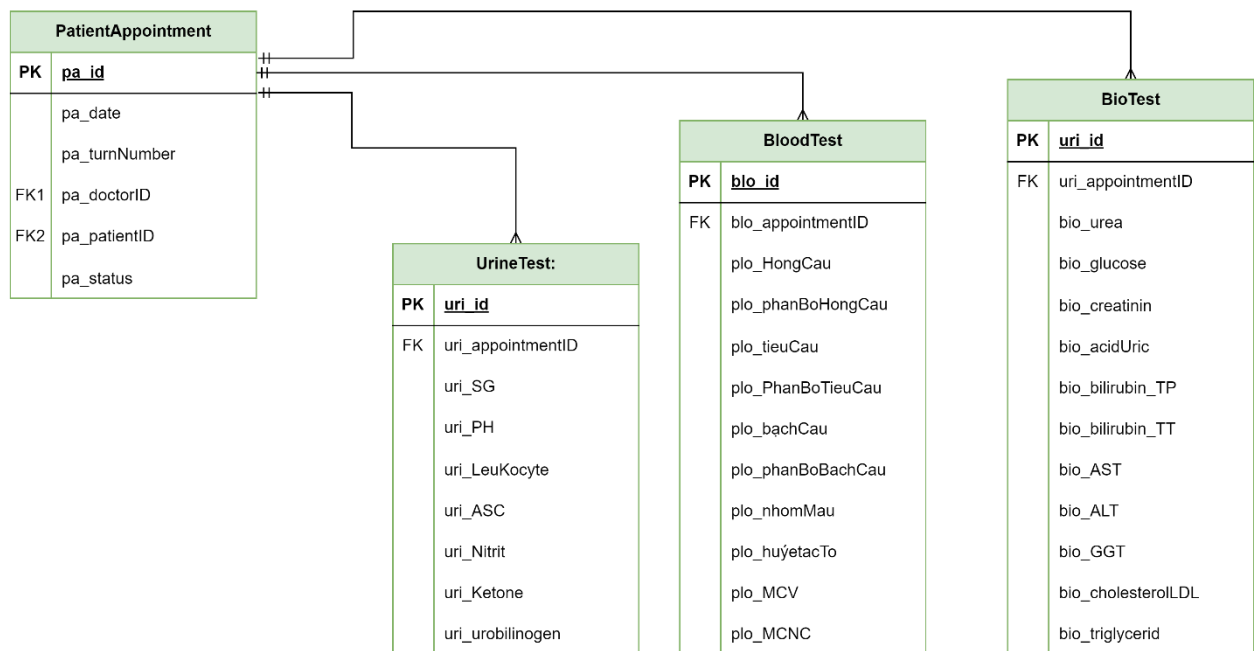 PatientAppointment
PK pa_id
pa_date
pa_turnNumber
FK1 pa_doctorID
FK2 pa_patientID
pa_status
UrineTest:
PK uri_id
FK uri_appointmentID
uri_SG
uri_PH
uri_LeuKocyte
uri_ASC
uri_Nitrit
uri_Ketone
uri_urobilinogen
BloodTest
PK blo_id
FK blo_appointmentID
plo_HongCau
plo_phanBoHongCau
plo_tieuCau
plo_PhanBoTieuCau
plo_bạchCau
plo_phanBoBachCau
plo_nhomMau
plo_huýetacTo
plo_MCV
plo_MCNC
BioTest
PK uri_id
FK uri_appointmentID
bio_urea
bio_glucose
bio_creatinin
bio_acidUric
bio_bilirubin_TP
bio_bilirubin_TT
bio_AST
bio_ALT
bio_GGT
bio_cholesterolLDL
bio_triglycerid